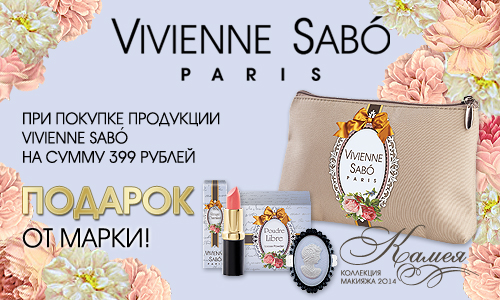 VIVIENNE SABÓ
PARIS
ПРИ ПОКУПКЕ ПРОДУКЦИИ
VIVIENNE SABÓ
НА СУММУ 399 РУБЛЕЙ
ПОДАРОК
ОТ МАРКИ!
VIVIENNE
SABÓ
PARIS
Poudre
Libre
Камея
КОЛЛЕКЦИЯ
МАКИЯЖА 2014